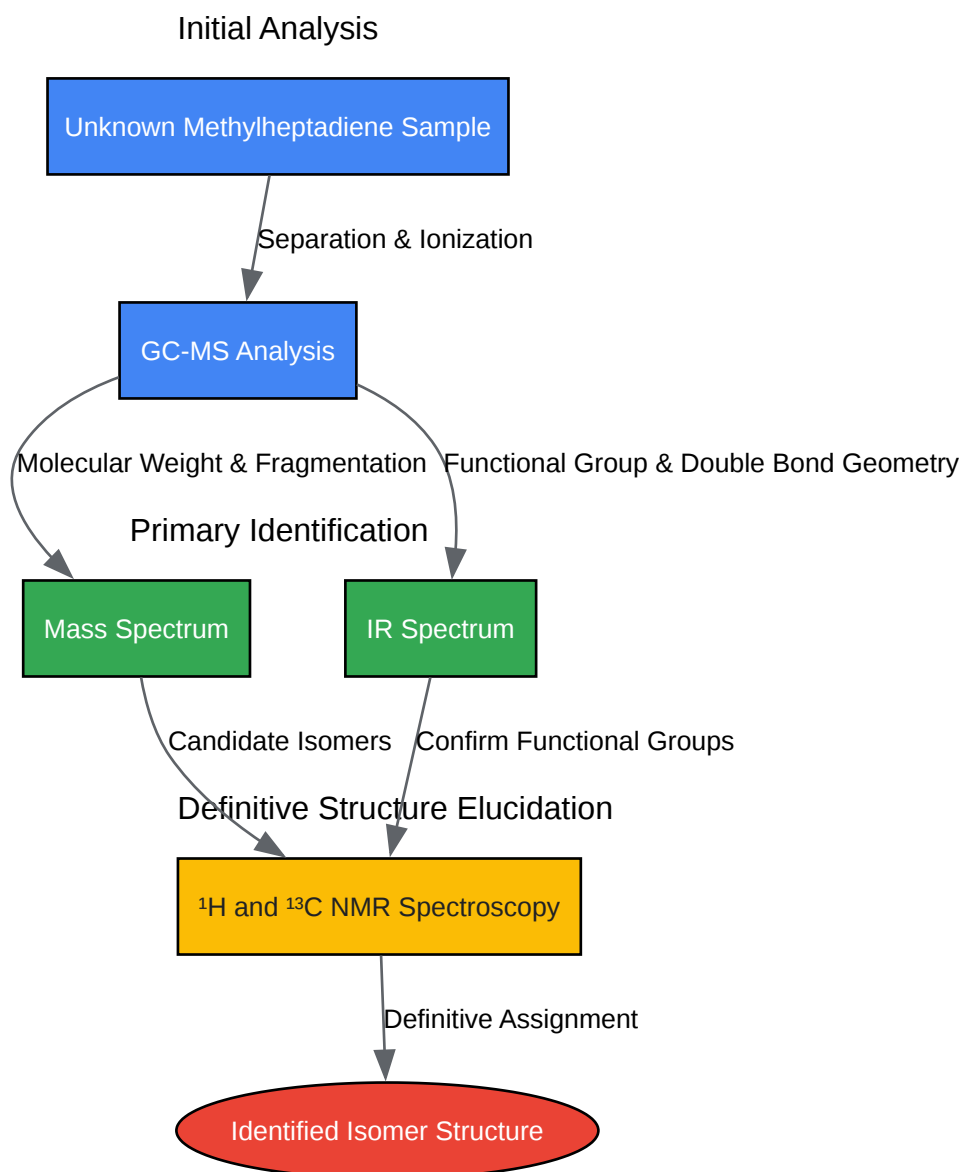 Initial Analysis
Unknown Methylheptadiene Sample
Separation & Ionization
GC-MS Analysis
Molecular Weight & Fragmentation
Functional Group & Double Bond Geometry
Primary Identification
Mass Spectrum
IR Spectrum
Candidate Isomers
Confirm Functional Groups
Definitive Structure Elucidation
¹H and ¹³C NMR Spectroscopy
Definitive Assignment
Identified Isomer Structure